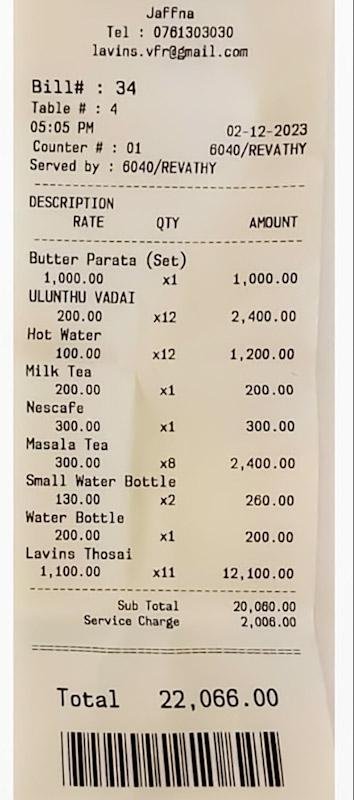 Jaffna
Tel : 0761303030
lavins.vfr@gmail.com
Bill# : 34
Table # : 4
05:05 PM 02-12-2023
Counter # : 01 6040/REVATHY
Served by : 6040/REVATHY
DESCRIPTION
RATE QTY AMOUNT
Butter Parata (Set)
1,000.00 x1 1,000.00
ULUNTHU VADAI
200.00 x12 2,400.00
Hot Water
100.00 x12 1,200.00
Milk Tea
200.00 x1 200.00
Nescafe
300.00 x1 300.00
Masala Tea
300.00 x8 2,400.00
Small Water Bottle
130.00 x2 260.00
Water Bottle
200.00 x1 200.00
Lavins Thosai
1,100.00 x11 12,100.00
Sub Total 20,060.00
Service Charge 2,006.00
Total 22,066.00